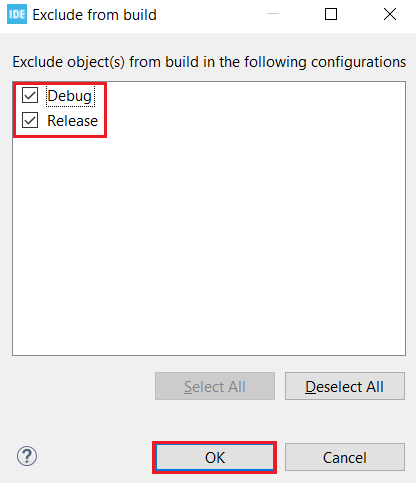 IDE Exclude from build
Exclude object(s) from build in the following configurations
Debug
Release
Select All
Deselect All
?
OK
Cancel